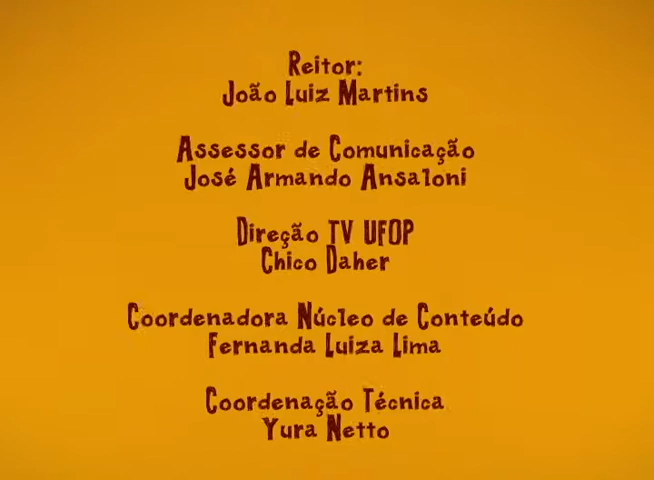 Reitor:
João Luiz Martins
Assessor de Comunicação
José Armando Ansaloni
Direção TV UFOP
Chico Daher
Coordenadora Núcleo de Conteúdo
Fernanda Luiza Lima
Coordenação Técnica
Yura Netto